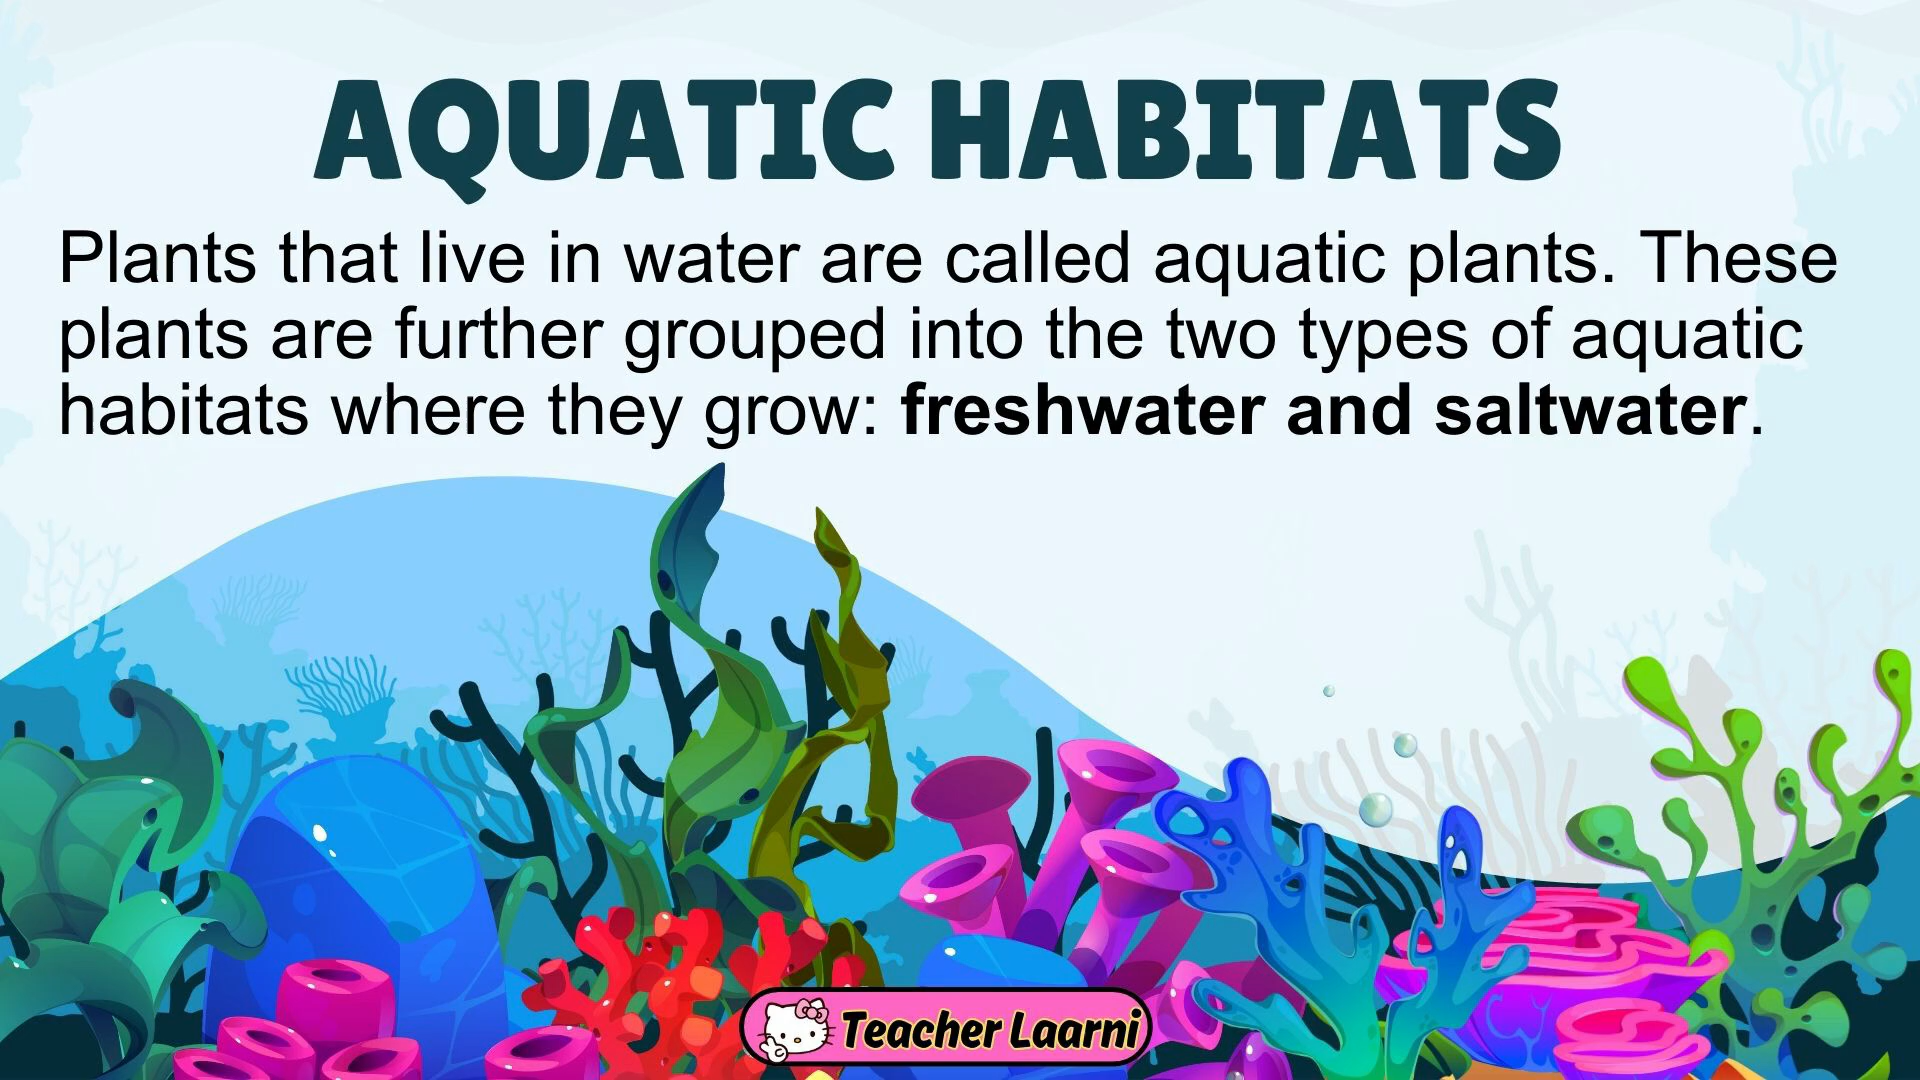 AQUATIC HABITATS
Plants that live in water are called aquatic plants. These
plants are further grouped into the two types of aquatic
habitats where they grow: freshwater and saltwater.
Teacher Laarni